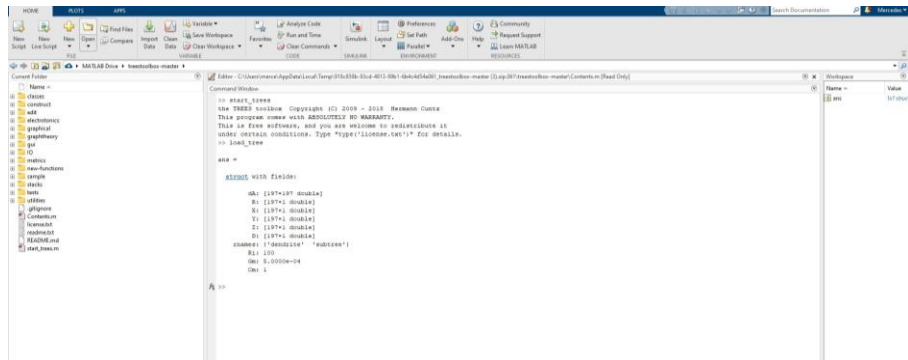 HOME PLOTS APPS
Search Documentation
Mercedes
New Script
New Live Script
New
Open
Find Files
Compare
Import Data
Clean Data
Variable
Save Workspace
Clear Workspace
Favorites
Analyze Code
Run and Time
Clear Commands
Simulink
Layout
Preferences
Set Path
Parallel
Add-Ons
Help
Community
Request Support
Learn MATLAB
FILE VARIABLE CODE SIMULINK ENVIRONMENT RESOURCES
MATLAB Drive treestoolbox-master
Current Folder
Name
classes
construct
edit
electrotonics
graphical
graphtheory
gui
IO
metrics
new-functions
sample
stacks
tests
utilities
.gitignore
Contents.m
license.txt
readme.txt
README.md
start_trees.m
Command Window
>> start_trees
the TREES toolbox Copyright (C) 2009 - 2018 Hermann Cuntz
This program comes with ABSOLUTELY NO WARRANTY.
This is free software, and you are welcome to redistribute it
under certain conditions. Type "type('license.txt')" for details.
>> load_tree
ans =
struct with fields:
dA: [197×197 double]
R: [197×1 double]
X: [197×1 double]
Y: [197×1 double]
Z: [197×1 double]
D: [197×1 double]
rnames: {'dendrite' 'subtree'}
Ri: 100
Gm: 5.0000e-04
Cm: 1
fx >>
Workspace
Name Value
ans 1x1 struct